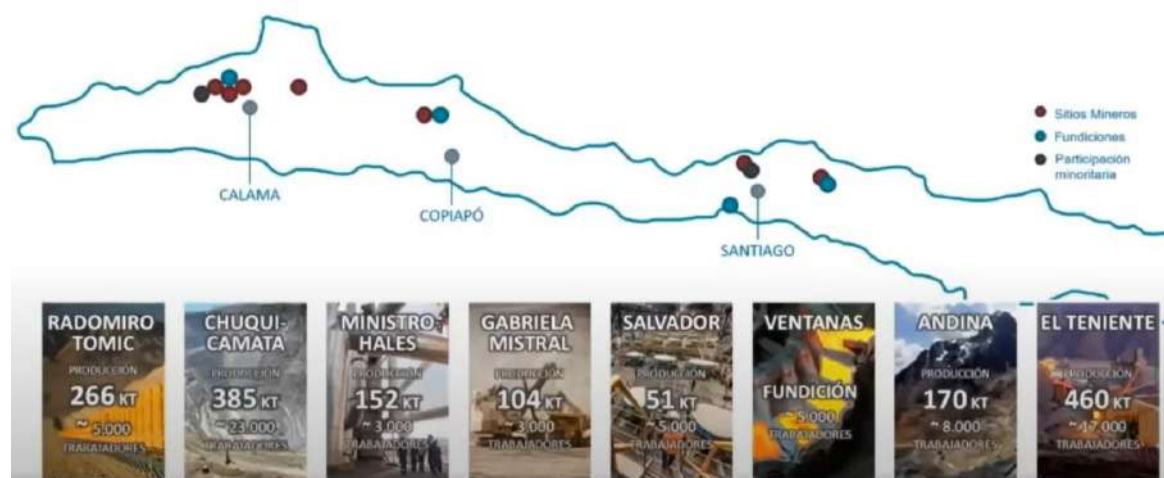 Sitios Mineros
Fundiciones
Participación
minoritaria
CALAMA
COPIAPÓ
SANTIAGO
RADOMIRO
TOMIC
PRODUCCIÓN
266 KT
~ 5.000
TRABAJADORES
CHUQUI-
CAMATA
PRODUCCIÓN
385 KT
~ 23.000
TRABAJADORES
MINISTRO-
HALES
PRODUCCIÓN
152 KT
~ 3.000
TRABAJADORES
GABRIELA
MISTRAL
PRODUCCIÓN
104 KT
~ 3.000
TRABAJADORES
SALVADOR
PRODUCCIÓN
51 KT
~ 5.000
TRABAJADORES
VENTANAS
FUNDICIÓN
~ 5.000
TRABAJADORES
ANDINA
PRODUCCIÓN
170 KT
~ 8.000
TRABAJADORES
EL TENIENTE
PRODUCCIÓN
460 KT
~ 17.000
TRABAJADORES